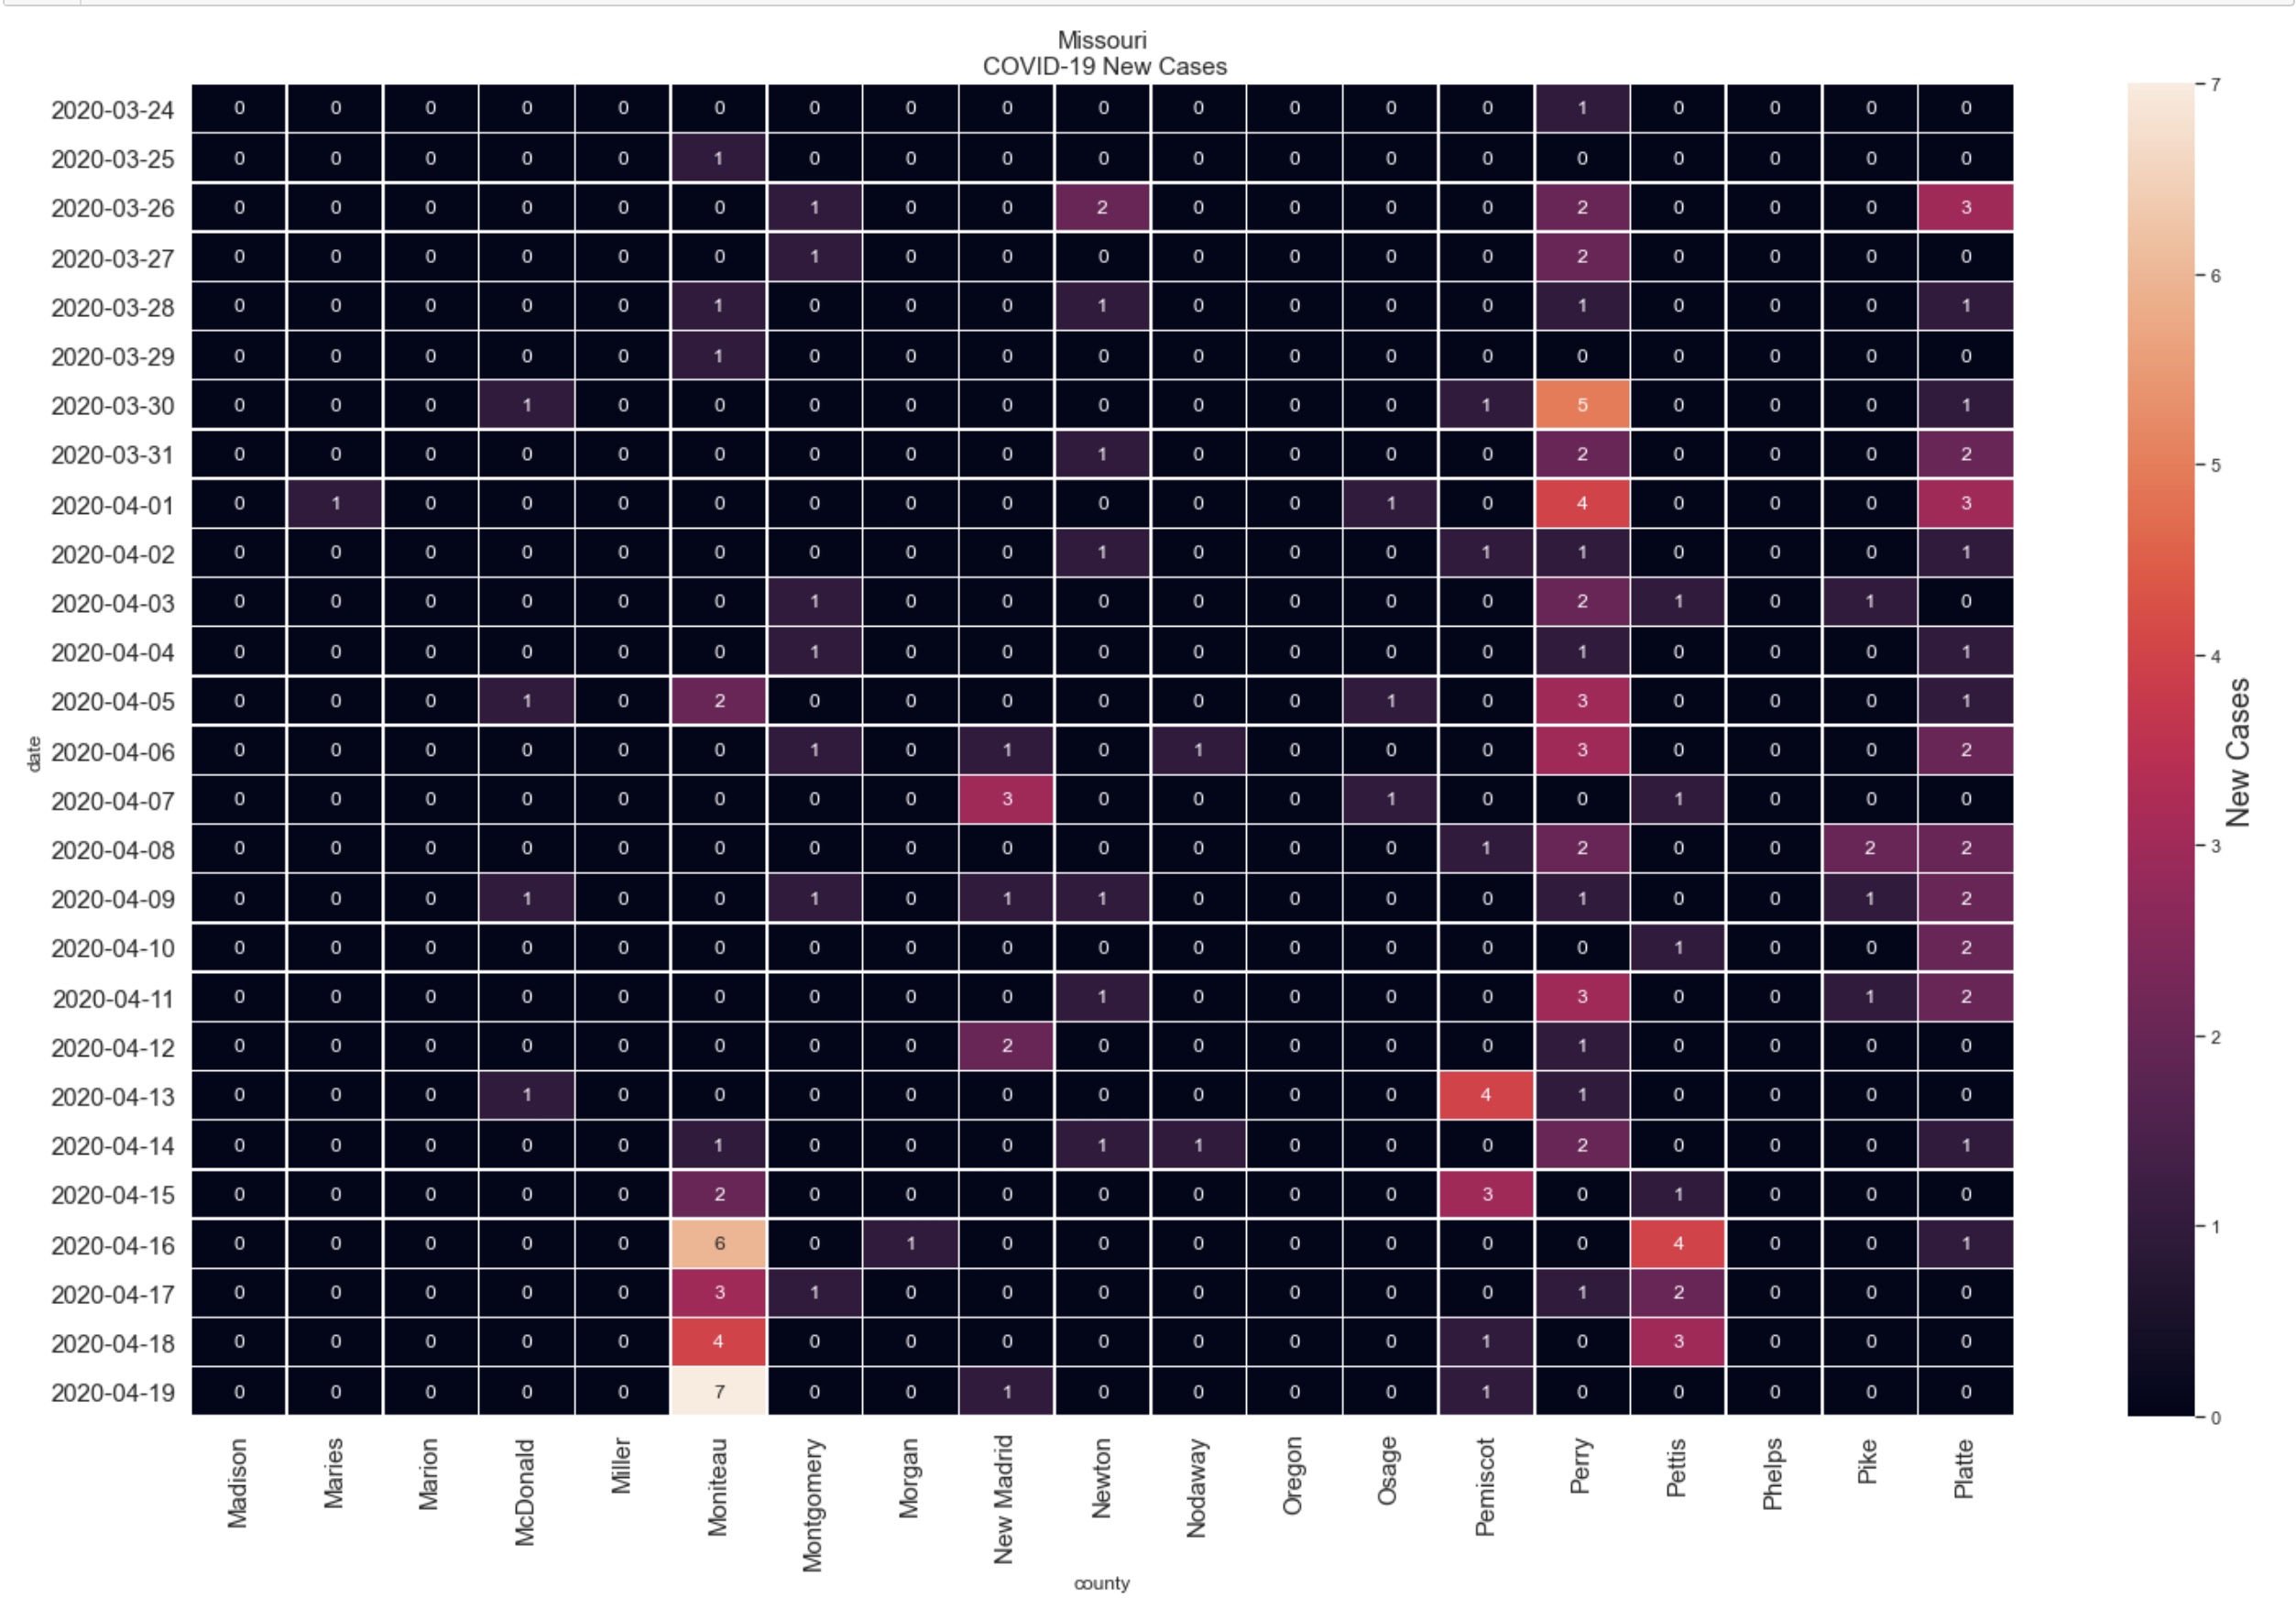 Missouri
COVID-19 New Cases
2020-03-24 0 0 0 0 0 0 0 0 0 0 0 0 0 0 1 0 0 0 0
2020-03-25 0 0 0 0 0 1 0 0 0 0 0 0 0 0 0 0 0 0 0
2020-03-26 0 0 0 0 0 0 1 0 0 2 0 0 0 0 2 0 0 0 3
2020-03-27 0 0 0 0 0 0 1 0 0 0 0 0 0 0 2 0 0 0 0
2020-03-28 0 0 0 0 0 1 0 0 0 1 0 0 0 0 1 0 0 0 1
2020-03-29 0 0 0 0 0 1 0 0 0 0 0 0 0 0 0 0 0 0 0
2020-03-30 0 0 0 1 0 0 0 0 0 0 0 0 0 1 5 0 0 0 1
2020-03-31 0 0 0 0 0 0 0 0 0 1 0 0 0 0 2 0 0 0 2
2020-04-01 0 1 0 0 0 0 0 0 0 0 0 0 1 0 4 0 0 0 3
2020-04-02 0 0 0 0 0 0 0 0 0 1 0 0 0 1 1 0 0 0 1
2020-04-03 0 0 0 0 0 0 1 0 0 0 0 0 0 0 2 1 0 1 0
2020-04-04 0 0 0 0 0 0 1 0 0 0 0 0 0 0 1 0 0 0 1
2020-04-05 0 0 0 1 0 2 0 0 0 0 0 0 1 0 3 0 0 0 1
2020-04-06 0 0 0 0 0 0 1 0 1 0 1 0 0 0 3 0 0 0 2
2020-04-07 0 0 0 0 0 0 0 0 3 0 0 0 1 0 0 1 0 0 0
2020-04-08 0 0 0 0 0 0 0 0 0 0 0 0 0 1 2 0 0 2 2
2020-04-09 0 0 0 1 0 0 1 0 1 1 0 0 0 0 1 0 0 1 2
2020-04-10 0 0 0 0 0 0 0 0 0 0 0 0 0 0 0 1 0 0 2
2020-04-11 0 0 0 0 0 0 0 0 0 1 0 0 0 0 3 0 0 1 2
2020-04-12 0 0 0 0 0 0 0 0 2 0 0 0 0 0 1 0 0 0 0
2020-04-13 0 0 0 1 0 0 0 0 0 0 0 0 0 4 1 0 0 0 0
2020-04-14 0 0 0 0 0 1 0 0 0 1 1 0 0 0 2 0 0 0 1
2020-04-15 0 0 0 0 0 2 0 0 0 0 0 0 0 3 0 1 0 0 0
2020-04-16 0 0 0 0 0 6 0 1 0 0 0 0 0 0 0 4 0 0 1
2020-04-17 0 0 0 0 0 3 1 0 0 0 0 0 0 0 1 2 0 0 0
2020-04-18 0 0 0 0 0 4 0 0 0 0 0 0 0 1 0 3 0 0 0
2020-04-19 0 0 0 0 0 7 0 0 1 0 0 0 0 1 0 0 0 0 0
date
Madison
Maries
Marion
McDonald
Miller
Moniteau
Montgomery
Morgan
New Madrid
Newton
Nodaway
Oregon
Osage
Pemiscot
Perry
Pettis
Phelps
Pike
Platte
county
7
6
5
4
3
2
1
0
New Cases